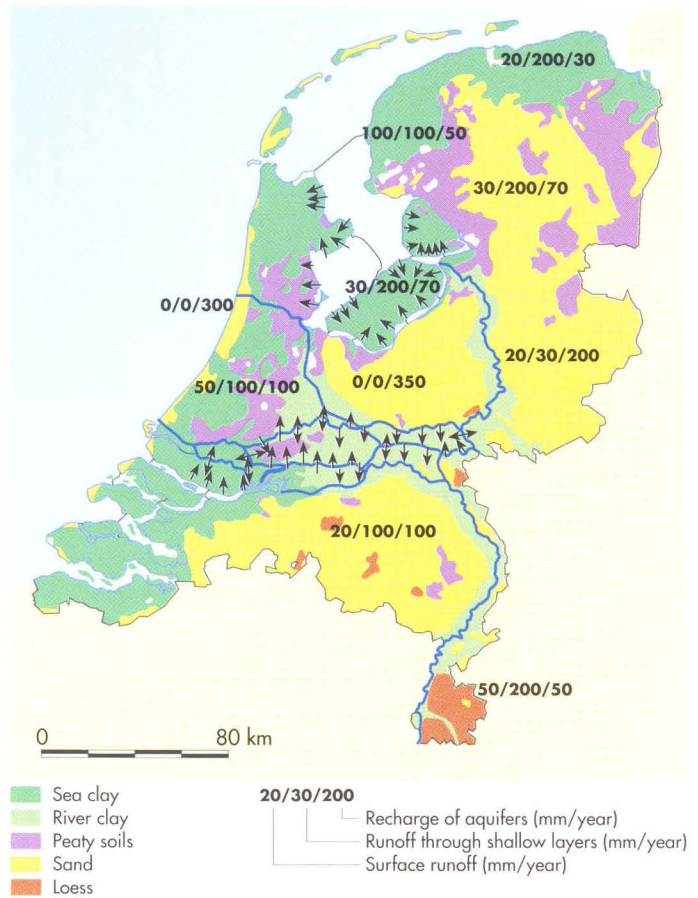 20/200/30
100/100/50
30/200/70
30/200/70
0/0/300
20/30/200
0/0/350
50/100/100
20/100/100
50/200/50
0 80 km
Sea clay
River clay
Peaty soils
Sand
Loess
20/30/200
Recharge of aquifers (mm/year)
Runoff through shallow layers (mm/year)
Surface runoff (mm/year)